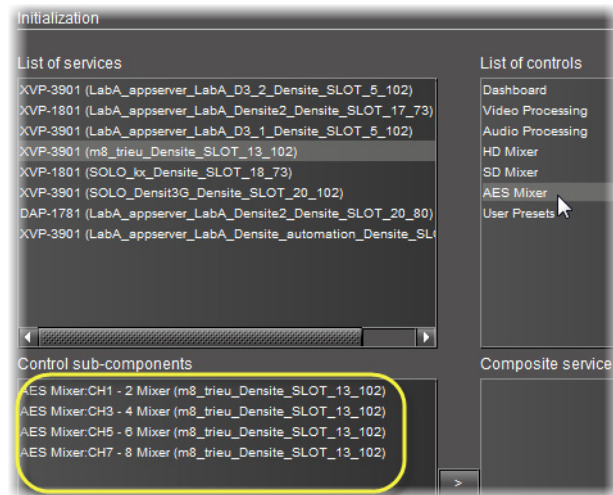 Initialization
List of services
XVP-3901 (LabA_appserver_LabA_D3_2_Densite_SLOT_5_102)
XVP-1801 (LabA_appserver_LabA_Densite2_Densite_SLOT_17_73)
XVP-3901 (LabA_appserver_LabA_D3_1_Densite_SLOT_5_102)
XVP-3901 (m8_trieu_Densite_SLOT_13_102)
XVP-1801 (SOLO_kx_Densite_SLOT_18_73)
XVP-3901 (SOLO_Densit3G_Densite_SLOT_20_102)
DAP-1781 (LabA_appserver_LabA_Densite2_Densite_SLOT_20_80)
XVP-3901 (LabA_appserver_LabA_Densite_automation_Densite_SL
List of controls
Dashboard
Video Processing
Audio Processing
HD Mixer
SD Mixer
AES Mixer
User Presets
Control sub-components
AES Mixer:CH1 - 2 Mixer (m8_trieu_Densite_SLOT_13_102)
AES Mixer:CH3 - 4 Mixer (m8_trieu_Densite_SLOT_13_102)
AES Mixer:CH5 - 6 Mixer (m8_trieu_Densite_SLOT_13_102)
AES Mixer:CH7 - 8 Mixer (m8_trieu_Densite_SLOT_13_102)
>
Composite service